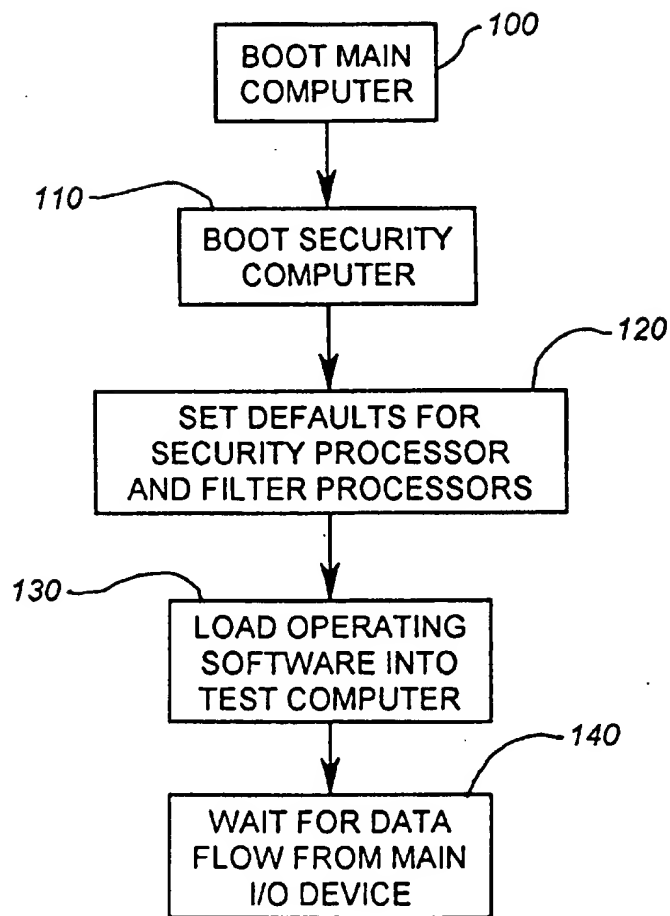 100
BOOT MAIN
COMPUTER
110
BOOT SECURITY
COMPUTER
120
SET DEFAULTS FOR
SECURITY PROCESSOR
AND FILTER PROCESSORS
130
LOAD OPERATING
SOFTWARE INTO
TEST COMPUTER
140
WAIT FOR DATA
FLOW FROM MAIN
I/O DEVICE